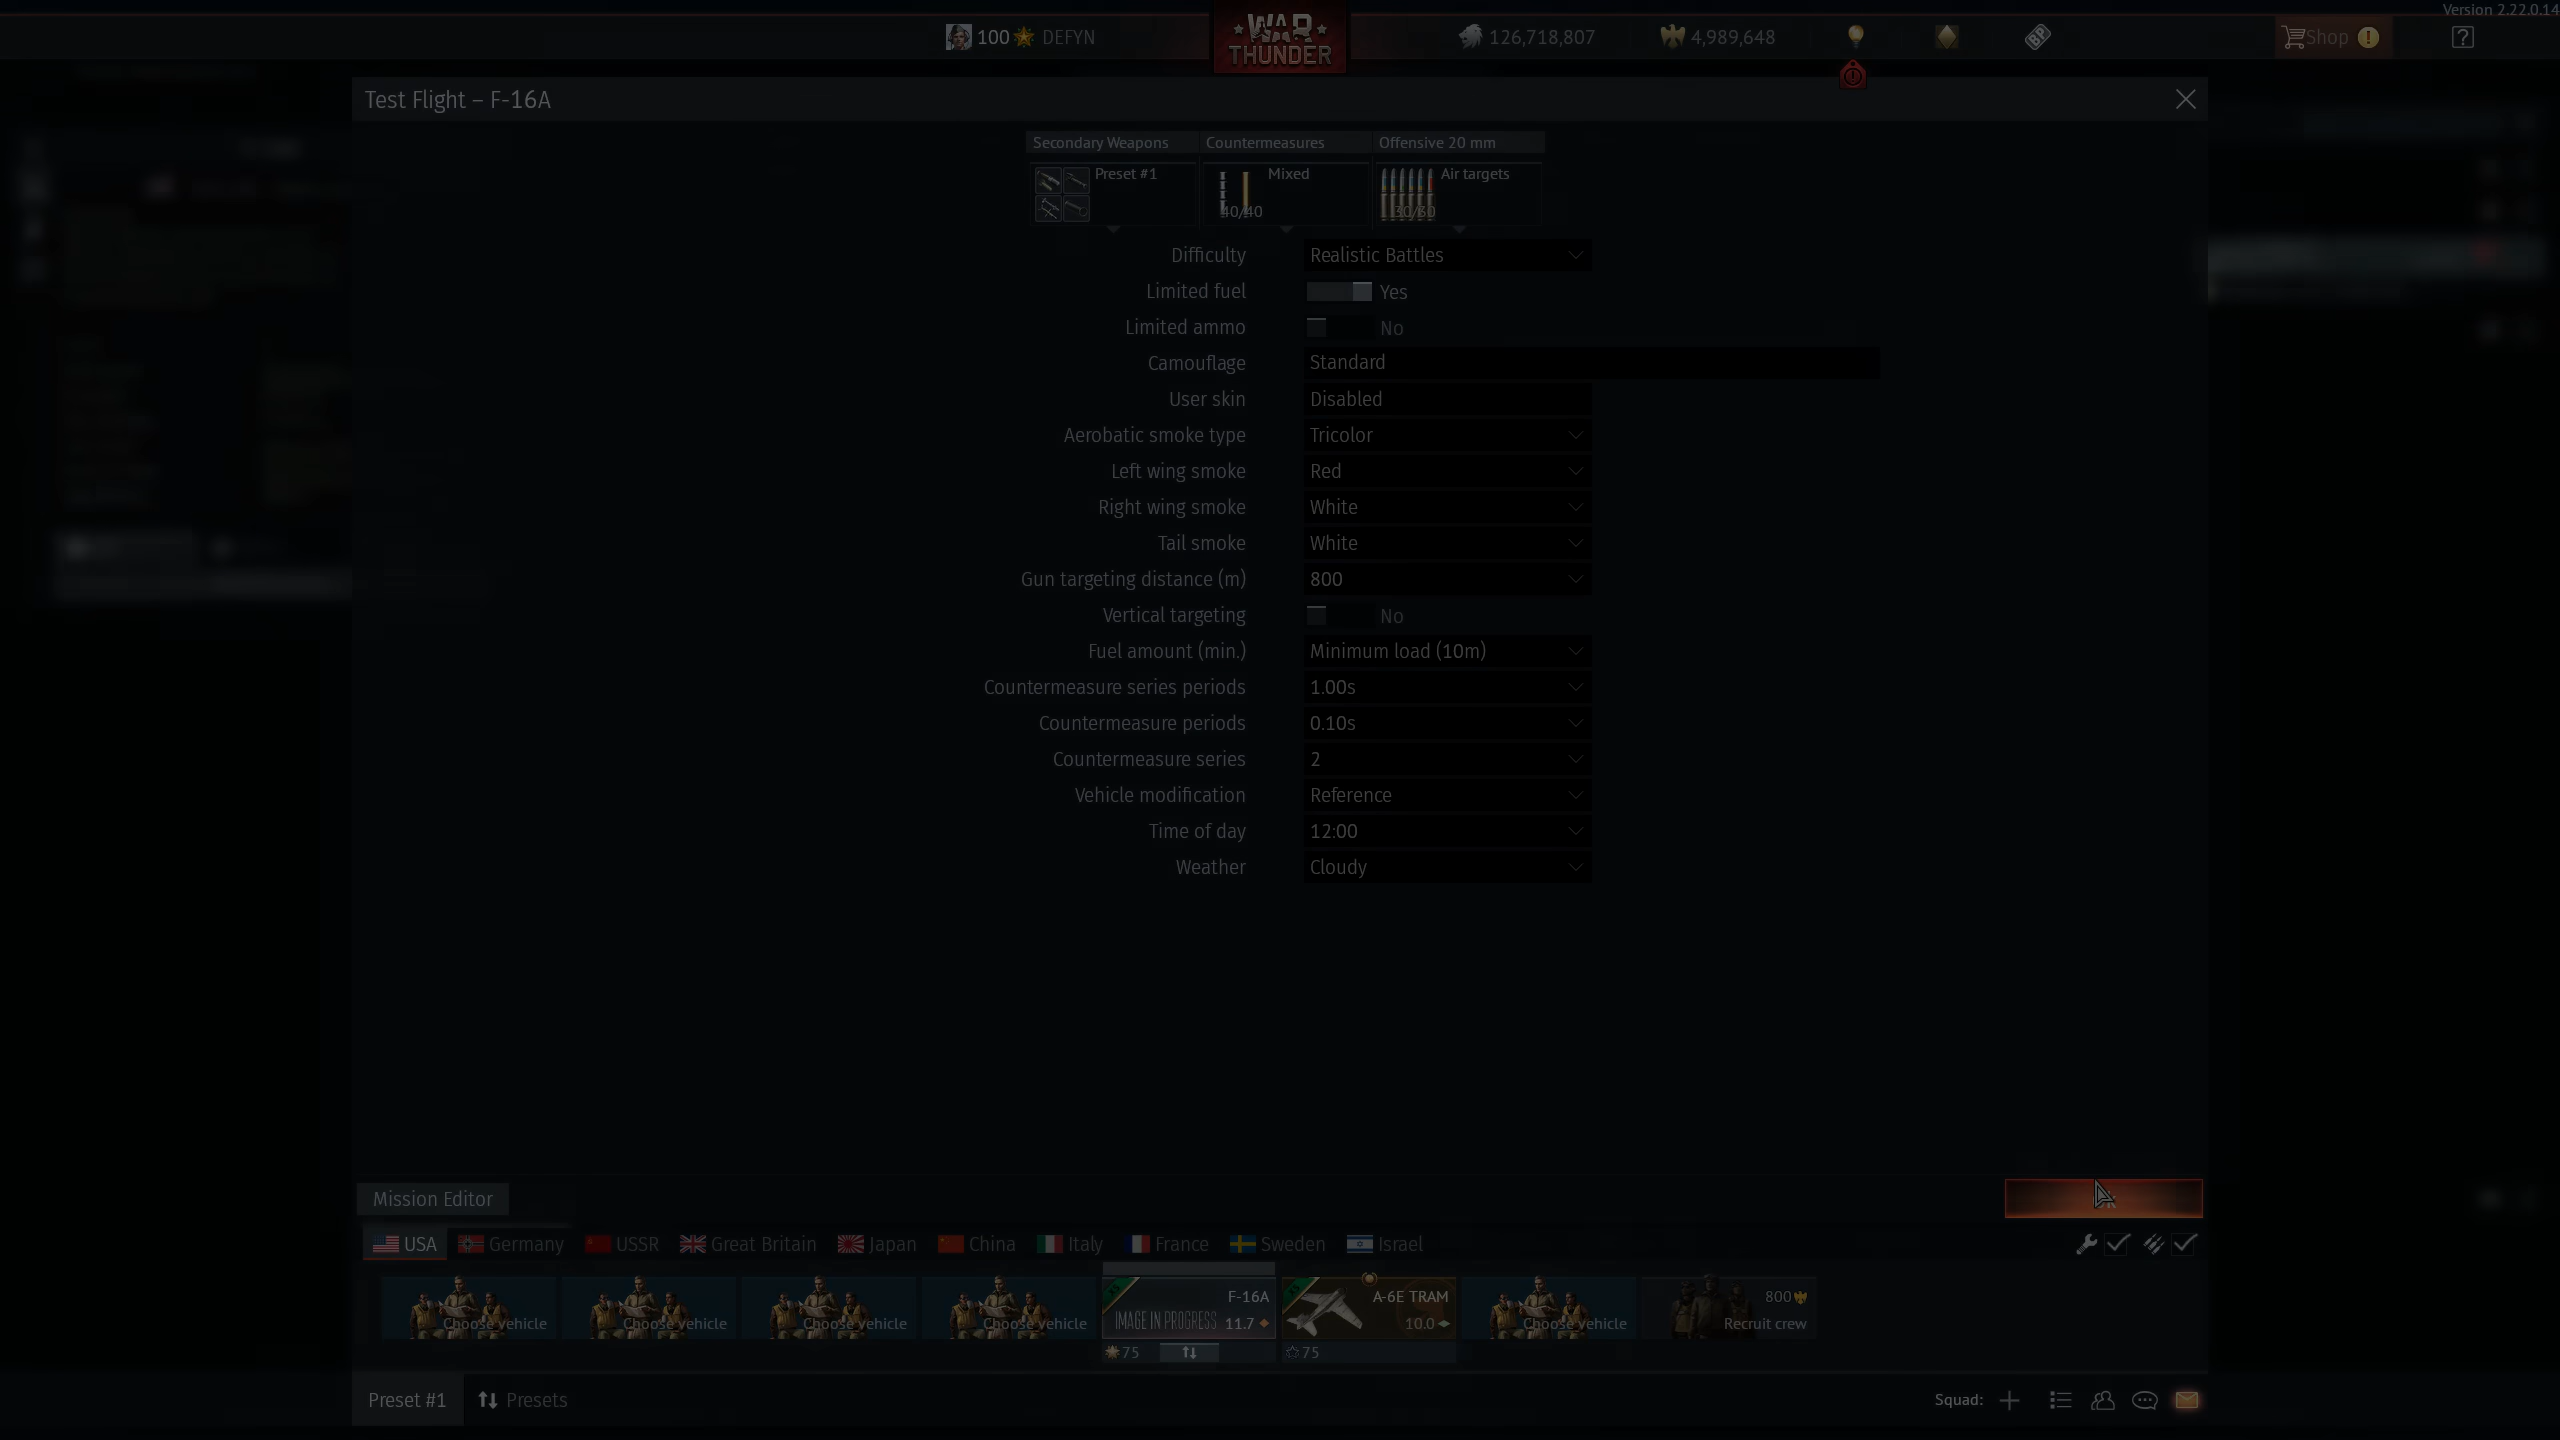 Version 2.22.0.14
100 DEFYN
WAR
THUNDER
126,718,807
4,989,648
BP
Shop
Test Flight – F-16A
Secondary Weapons
Countermeasures
Offensive 20 mm
Preset #1
Mixed
Air targets
40/40
30/30
Difficulty
Realistic Battles
Limited fuel
Yes
Limited ammo
No
Camouflage
Standard
User skin
Disabled
Aerobatic smoke type
Tricolor
Left wing smoke
Red
Right wing smoke
White
Tail smoke
White
Gun targeting distance (m)
800
Vertical targeting
No
Fuel amount (min.)
Minimum load (10m)
Countermeasure series periods
1.00s
Countermeasure periods
0.10s
Countermeasure series
2
Vehicle modification
Reference
Time of day
12:00
Weather
Cloudy
Mission Editor
USA
Germany
USSR
Great Britain
Japan
China
Italy
France
Sweden
Israel
Choose vehicle
Choose vehicle
Choose vehicle
Choose vehicle
F-16A
IMAGE IN PROGRESS
11.7
75
A-6E TRAM
10.0
75
Choose vehicle
800
Recruit crew
Preset #1
Presets
Squad: